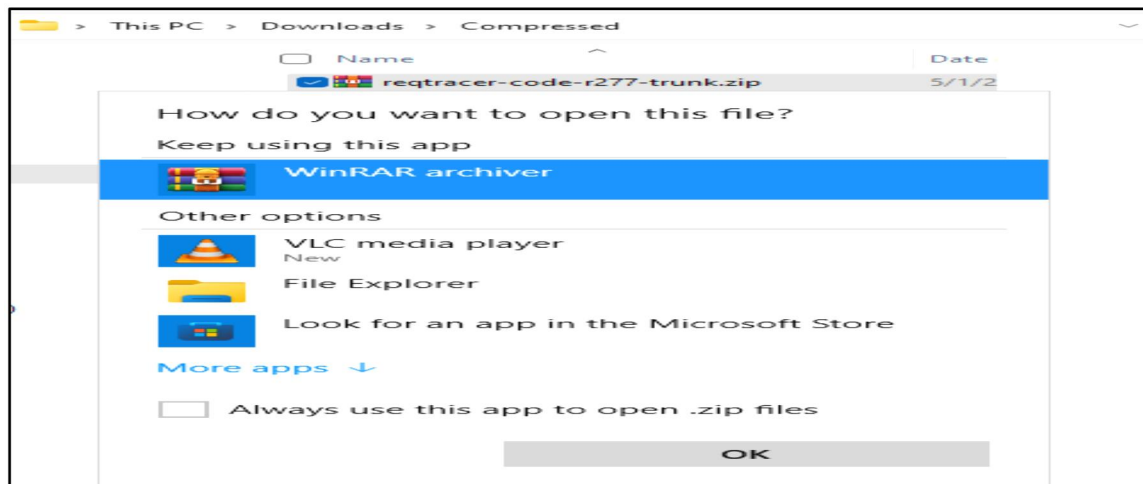 This PC > Downloads > Compressed
Name Date
reqtracer-code-r277-trunk.zip 5/1/2
How do you want to open this file?
Keep using this app
WinRAR archiver
Other options
VLC media player
New
File Explorer
Look for an app in the Microsoft Store
More apps ↓
Always use this app to open .zip files
OK